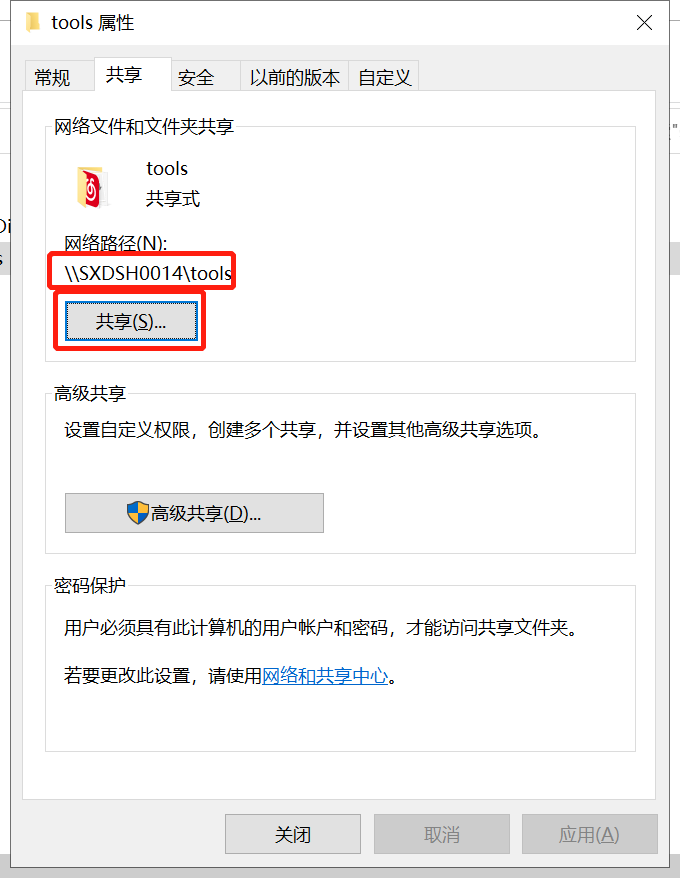 tools 属性
常规
共享
安全
以前的版本
自定义
网络文件和文件夹共享
tools
共享式
网络路径(N):
\\SXDSH0014\tools
共享(S)...
高级共享
设置自定义权限，创建多个共享，并设置其他高级共享选项。
高级共享(D)...
密码保护
用户必须具有此计算机的用户帐户和密码，才能访问共享文件夹。
若要更改此设置，请使用网络和共享中心。
关闭
取消
应用(A)